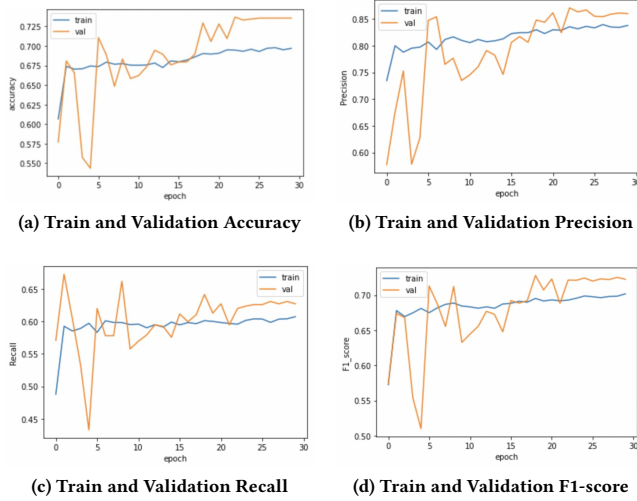 train
val
accuracy
0.725
0.700
0.675
0.650
0.625
0.600
0.575
0.550
0 5 10 15 20 25 30
epoch
(a) Train and Validation Accuracy
train
val
Precision
0.85
0.80
0.75
0.70
0.65
0.60
0 5 10 15 20 25 30
epoch
(b) Train and Validation Precision
train
val
Recall
0.65
0.60
0.55
0.50
0.45
0 5 10 15 20 25 30
epoch
(c) Train and Validation Recall
train
val
F1_score
0.70
0.65
0.60
0.55
0.50
0 5 10 15 20 25 30
epoch
(d) Train and Validation F1-score